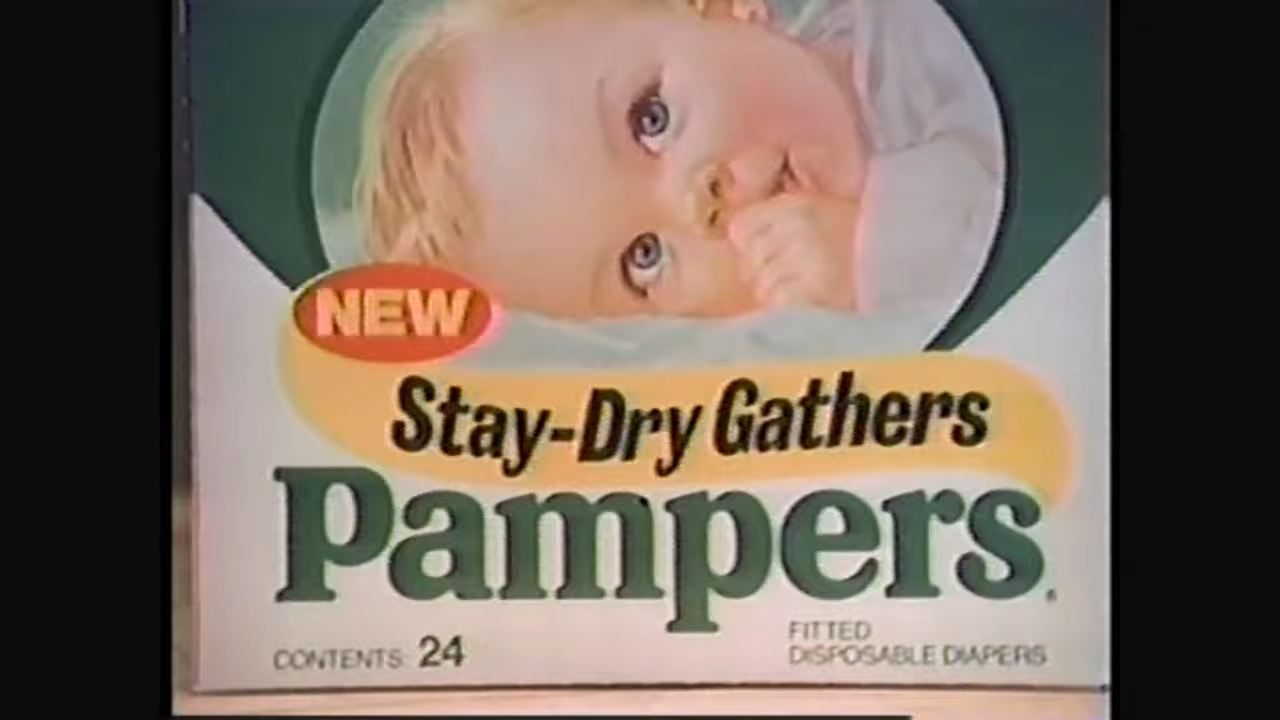 NEW
Stay-Dry Gathers
Pampers
CONTENTS: 24
FITTED
DISPOSABLE DIAPERS